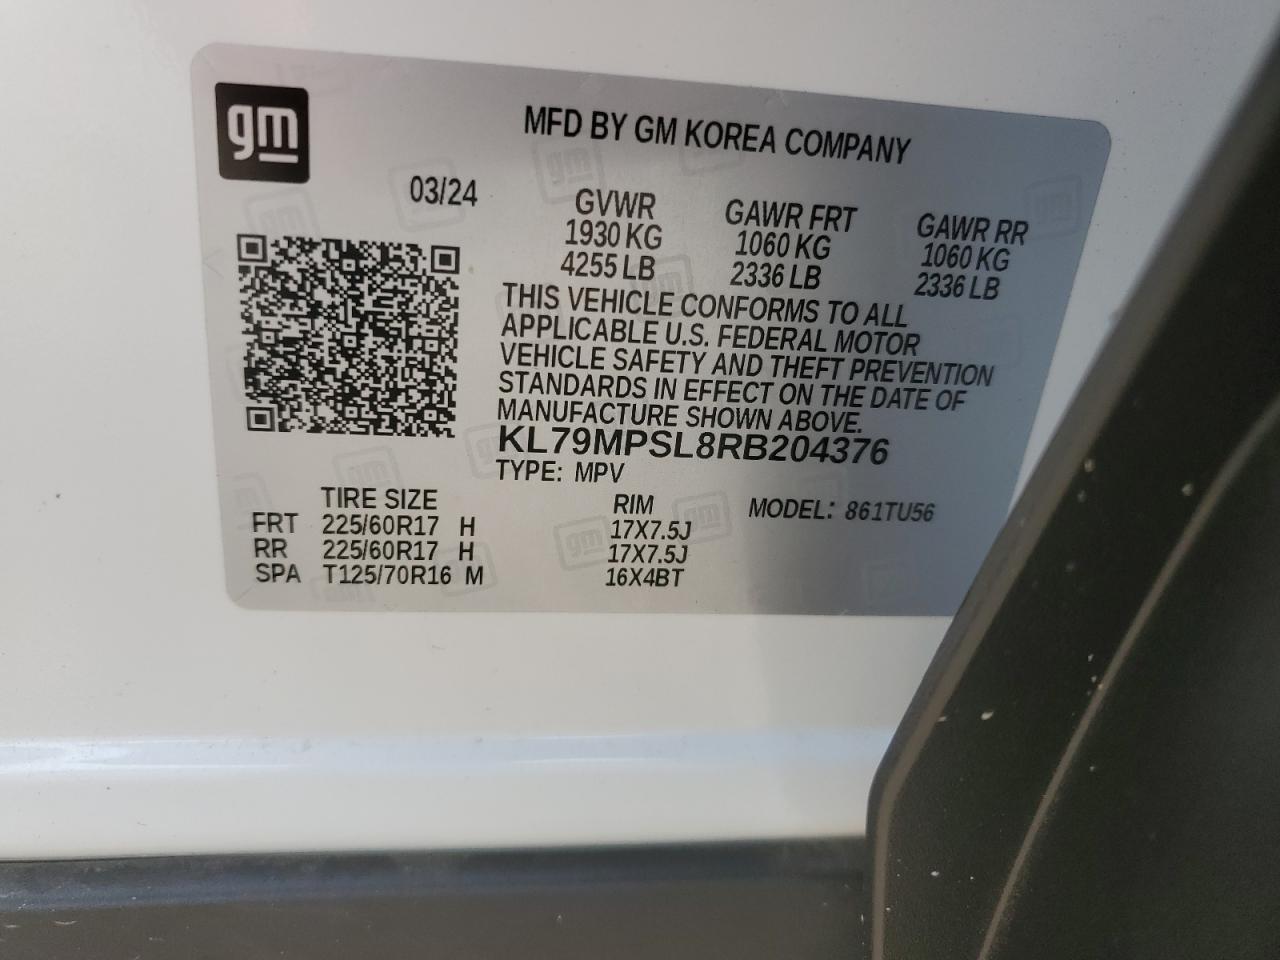 gm
MFD BY GM KOREA COMPANY
03/24
GVWR GAWR FRT GAWR RR
1930 KG 1060 KG 1060 KG
4255 LB 2336 LB 2336 LB
THIS VEHICLE CONFORMS TO ALL
APPLICABLE U.S. FEDERAL MOTOR
VEHICLE SAFETY AND THEFT PREVENTION
STANDARDS IN EFFECT ON THE DATE OF
MANUFACTURE SHOWN ABOVE.
KL79MPSL8RB204376
TYPE: MPV
TIRE SIZE RIM MODEL: 861TU56
FRT 225/60R17 H 17X7.5J
RR 225/60R17 H 17X7.5J
SPA T125/70R16 M 16X4BT